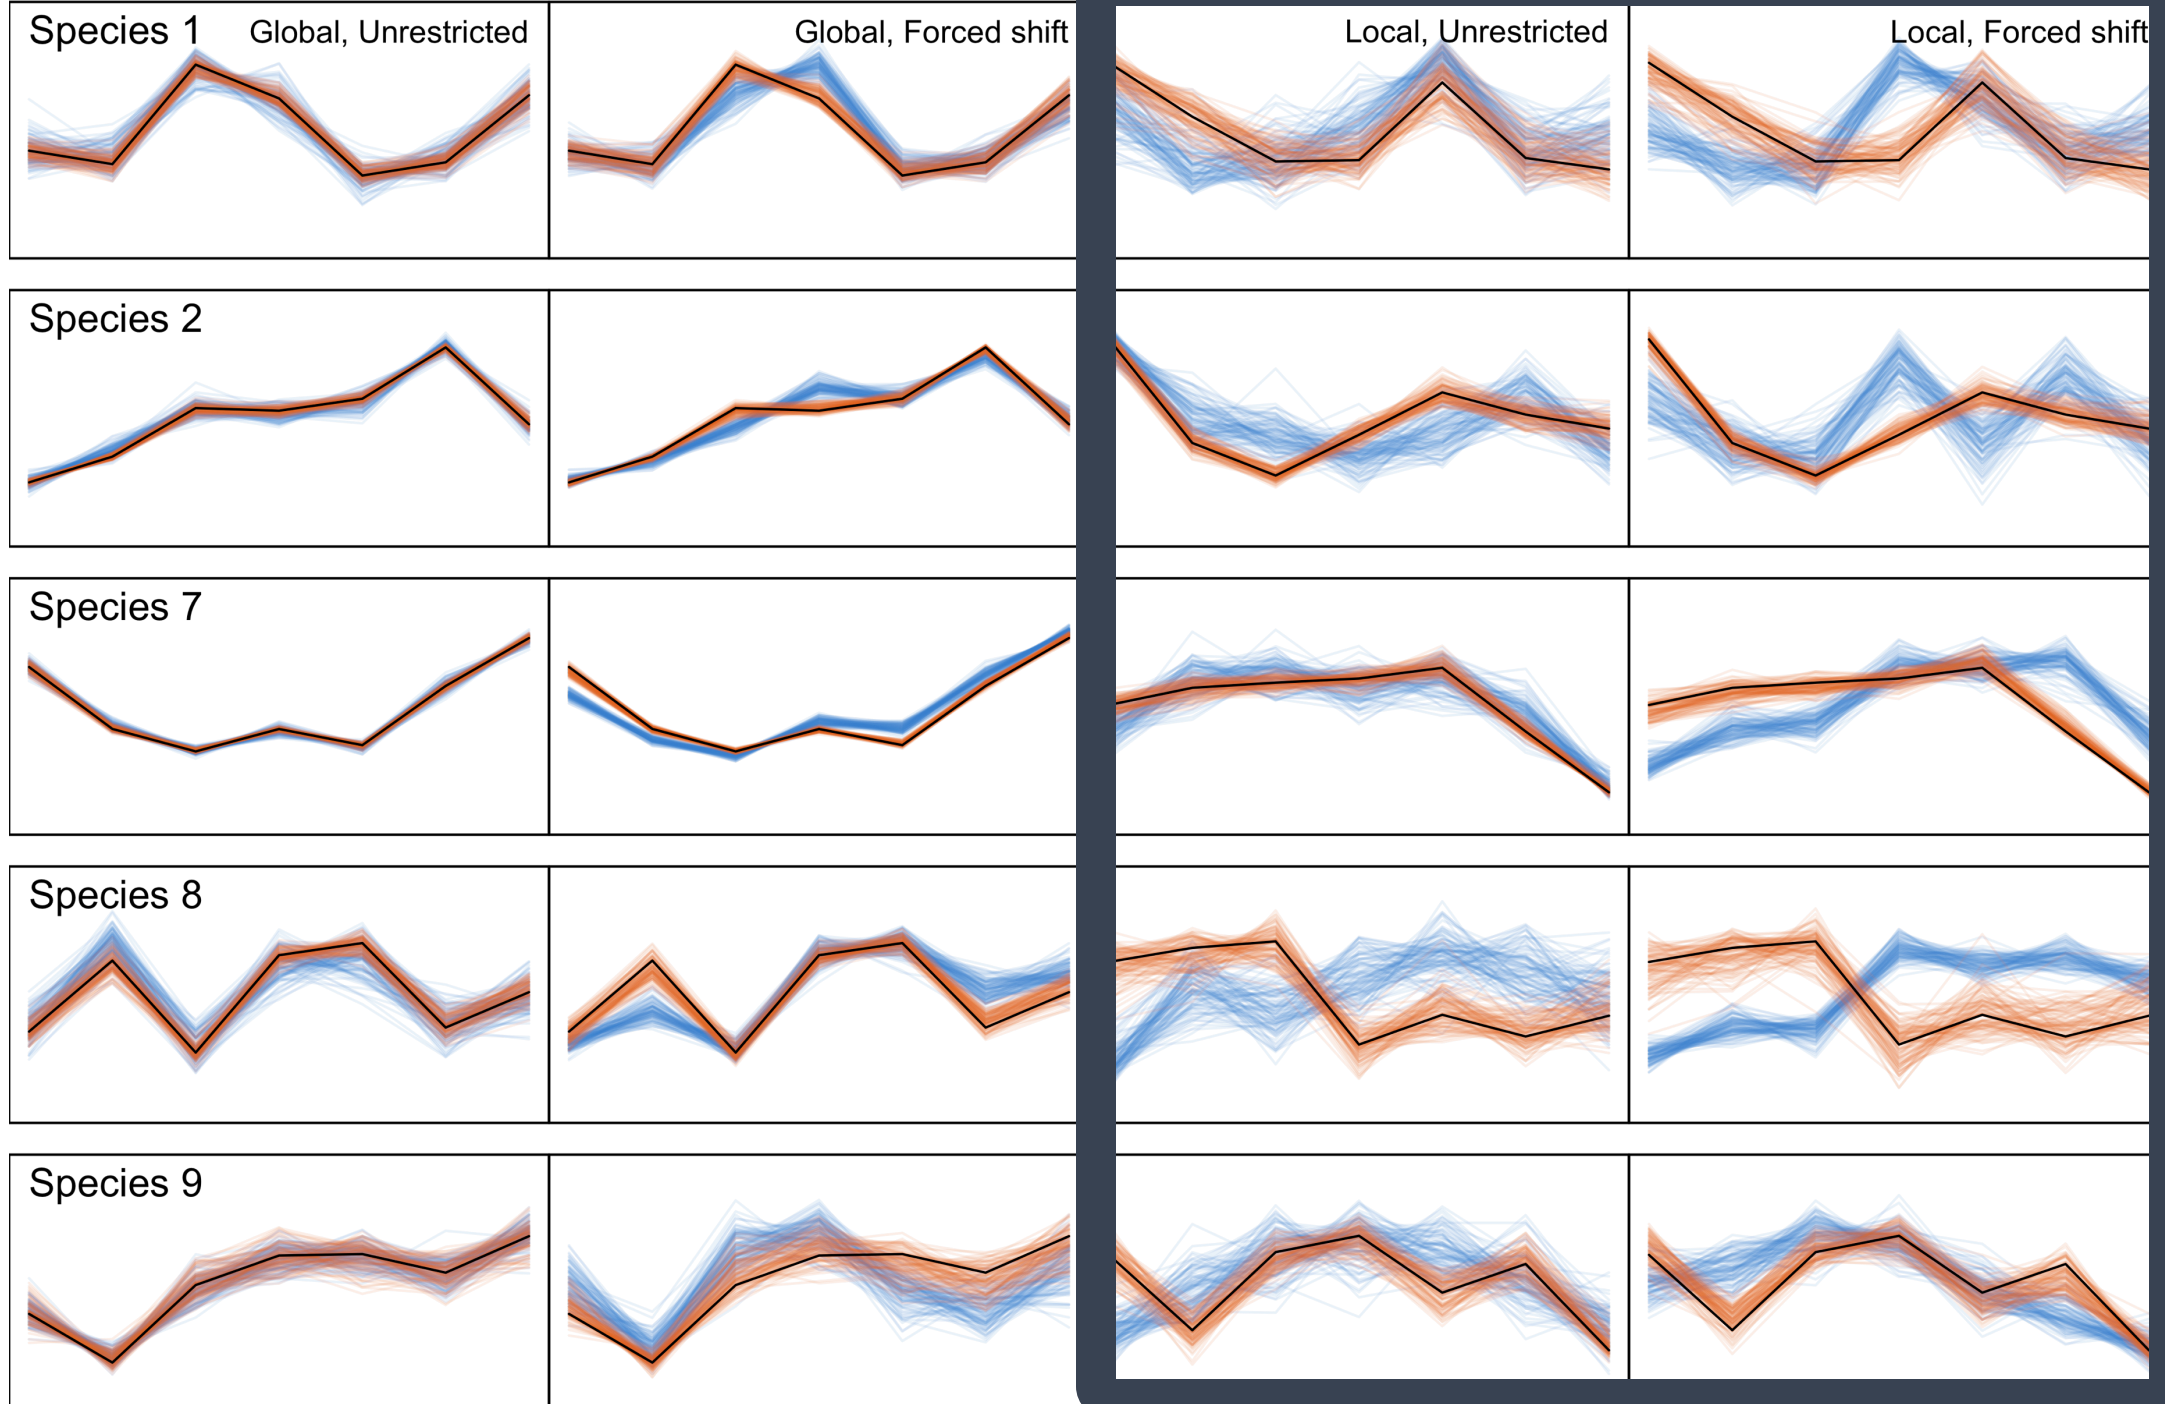 Species 1
Global, Unrestricted
Global, Forced shift
Local, Unrestricted
Local, Forced shift
Species 2
Species 7
Species 8
Species 9